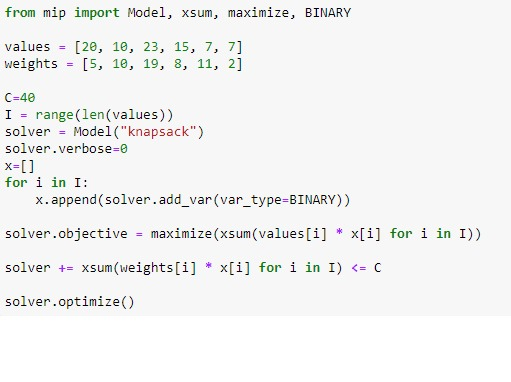 from mip import Model, xsum, maximize, BINARY
values = [20, 10, 23, 15, 7, 7]
weights = [5, 10, 19, 8, 11, 2]
C=40
I = range(len(values))
solver = Model("knapsack")
solver.verbose=0
x=[]
for i in I:
    x.append(solver.add_var(var_type=BINARY))
solver.objective = maximize(xsum(values[i] * x[i] for i in I))
solver += xsum(weights[i] * x[i] for i in I) <= C
solver.optimize()